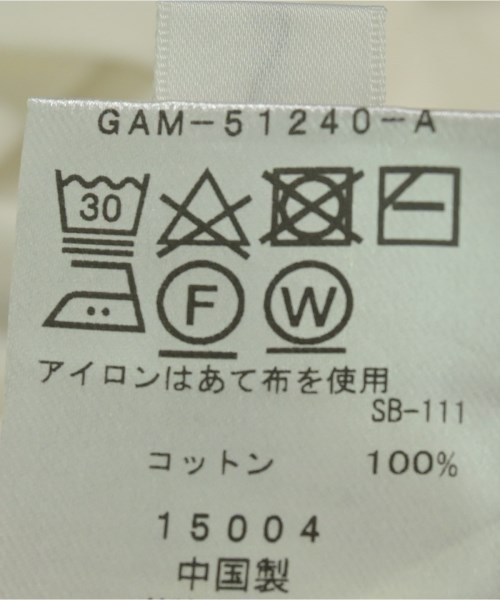 GAM-51240-A
30
F W
アイロンはあて布を使用
SB-111
コットン 100%
15004
中国製